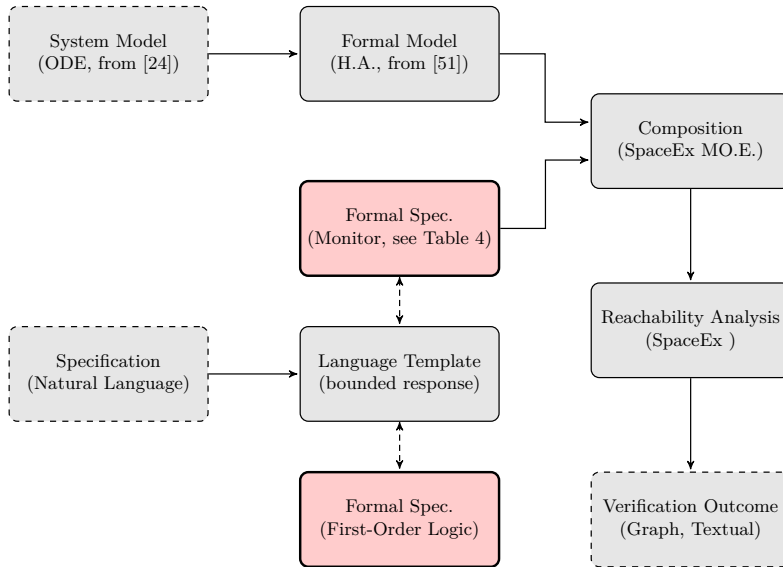 System Model
(ODE, from [24])
Formal Model
(H.A., from [51])
Composition
(SpaceEx MO.E.)
Formal Spec.
(Monitor, see Table 4)
Reachability Analysis
(SpaceEx )
Specification
(Natural Language)
Language Template
(bounded response)
Formal Spec.
(First-Order Logic)
Verification Outcome
(Graph, Textual)